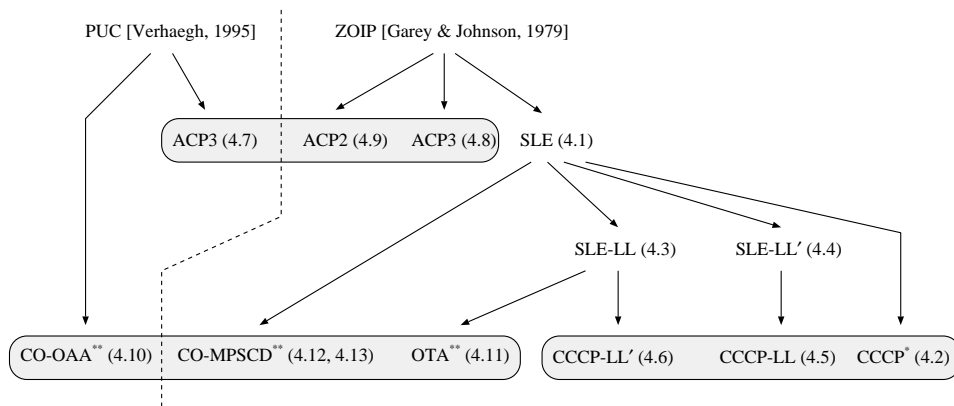 PUC [Verhaegh, 1995] ZOIP [Garey & Johnson, 1979]
ACP3 (4.7) ACP2 (4.9) ACP3 (4.8) SLE (4.1)
SLE-LL (4.3) SLE-LL′ (4.4)
CO-OAA** (4.10) CO-MPSCD** (4.12, 4.13) OTA** (4.11) CCCP-LL′ (4.6) CCCP-LL (4.5) CCCP* (4.2)